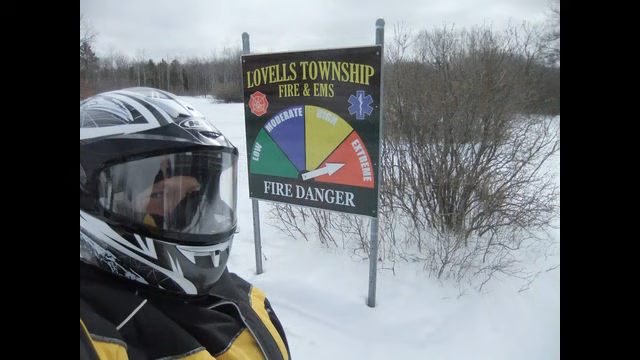 LOVELLS TOWNSHIP
FIRE & EMS
LOW
MODERATE
HIGH
EXTREME
FIRE DANGER